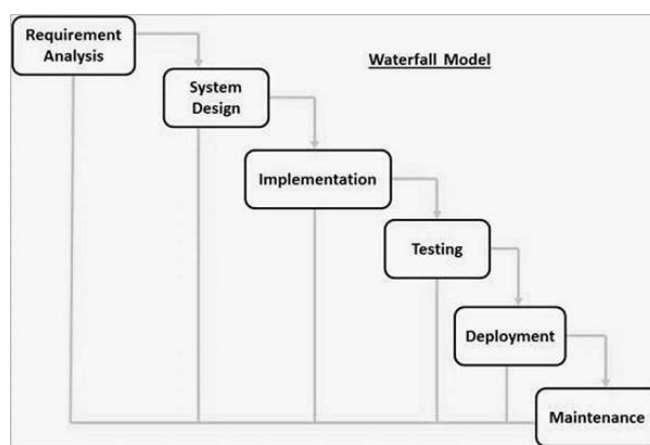 Requirement
Analysis
Waterfall Model
System
Design
Implementation
Testing
Deployment
Maintenance